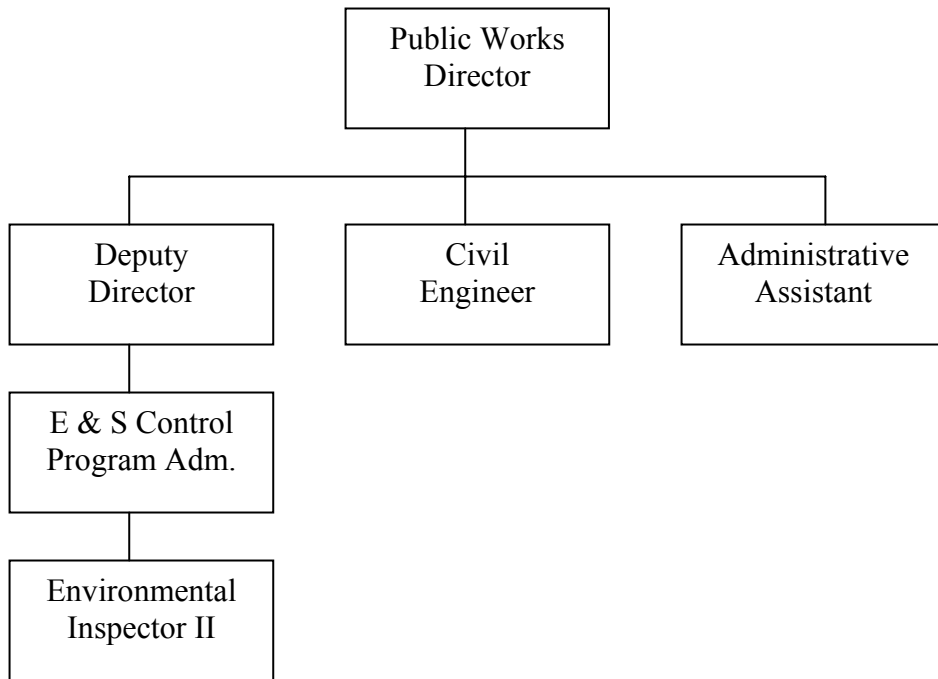 Public Works
Director
Deputy
Director
Civil
Engineer
Administrative
Assistant
E & S Control
Program Adm.
Environmental
Inspector II